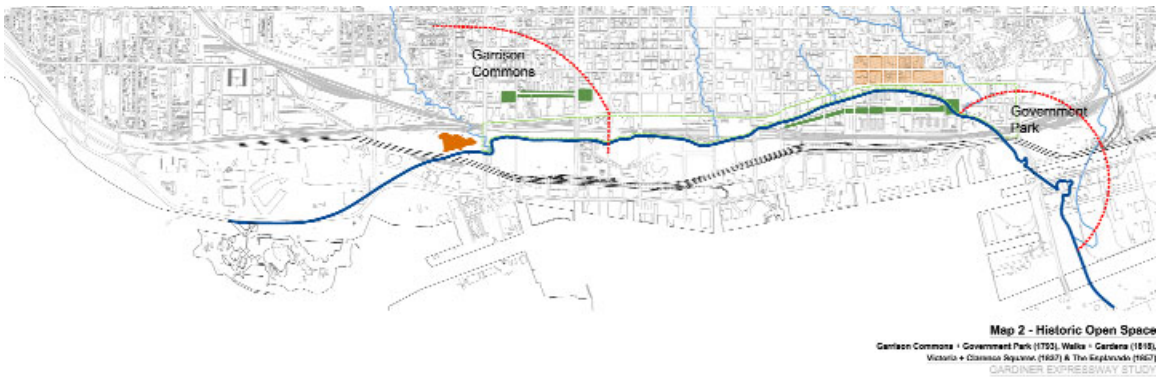 Garrison
Commons
Government
Park
Map 2 - Historic Open Space
Garrison Commons + Government Park (1793), Walks + Gardens (1818),
Victoria + Clarence Squares (1837) & The Esplanade (1857)
GARDINER EXPRESSWAY STUDY